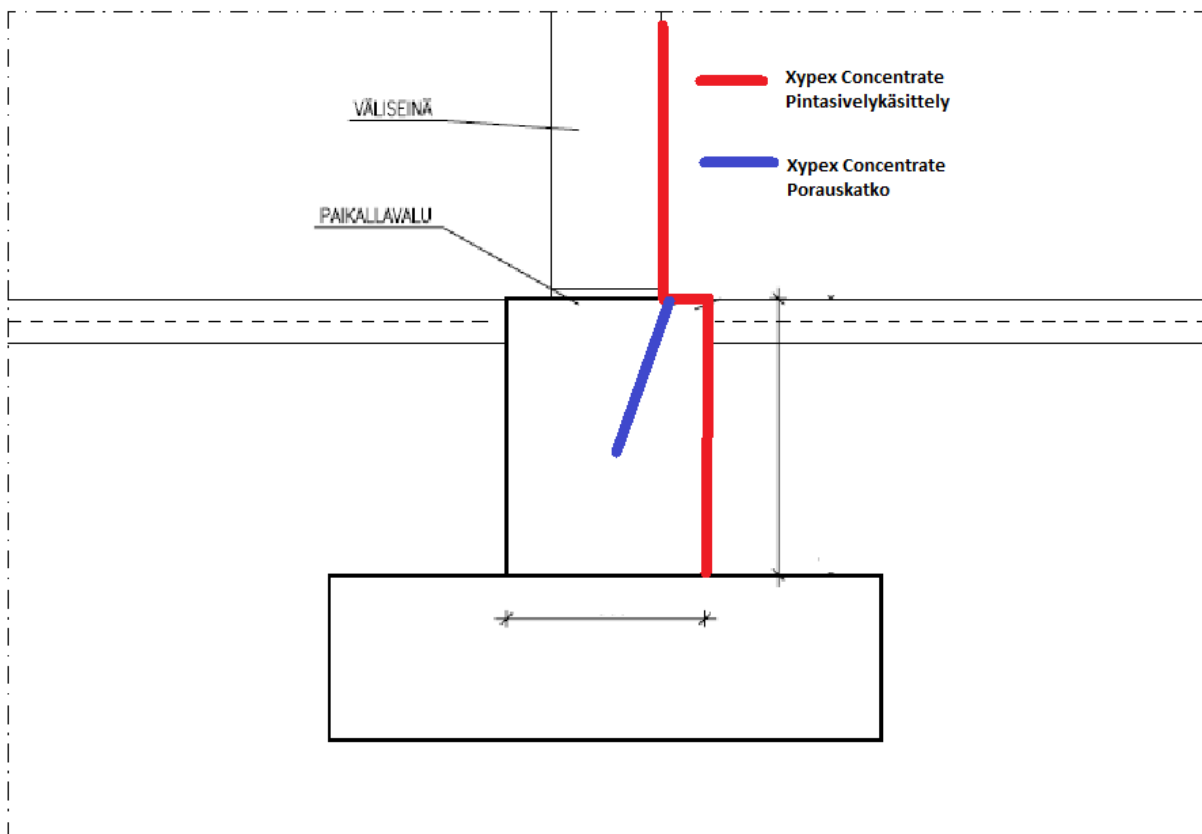 Xypex Concentrate
Pintasivelykäsittely
VÄLISEINÄ
Xypex Concentrate
Porauskatko
PAIKALLAVALU